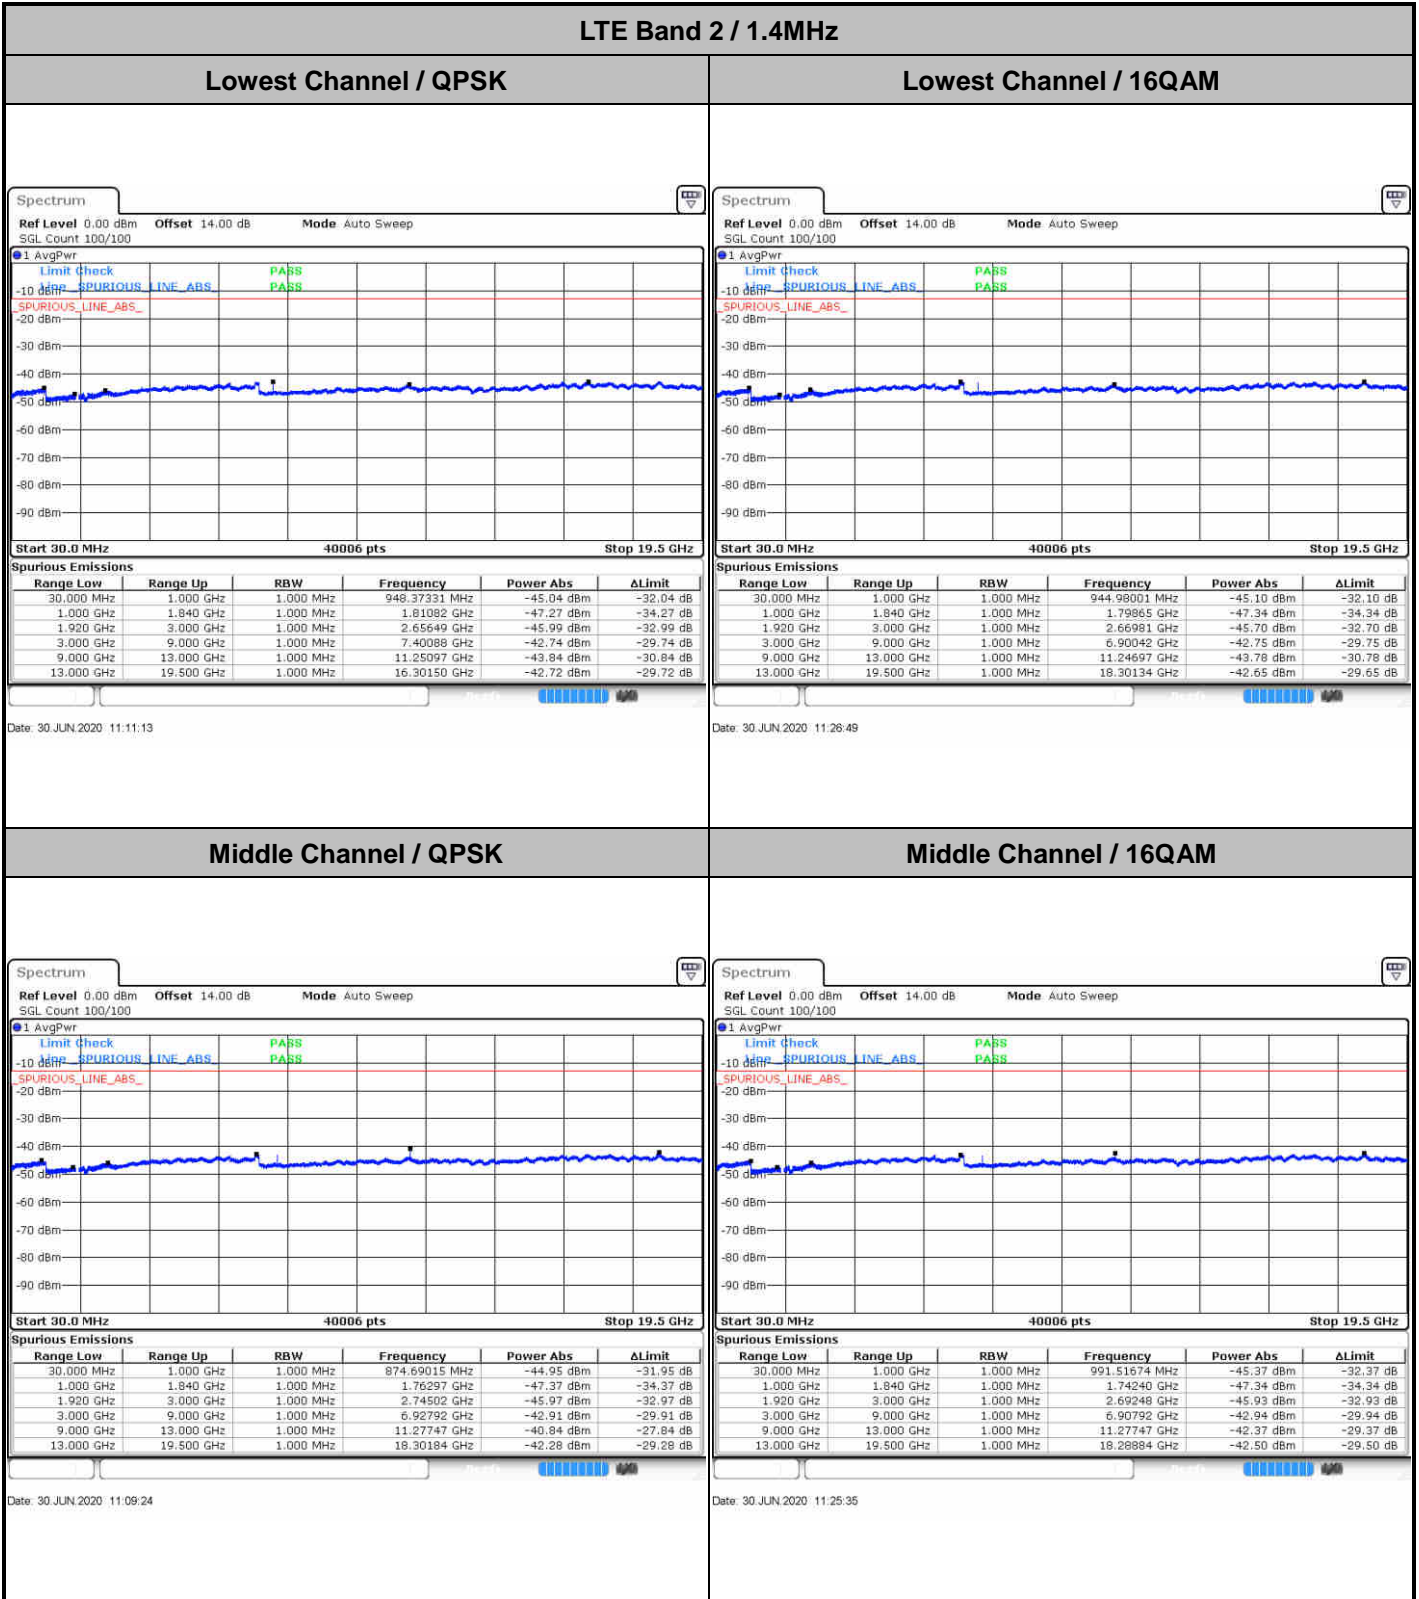 LTE Band 2 / 1.4MHz
Lowest Channel / QPSK
Lowest Channel / 16QAM
Spectrum
Ref Level 0.00 dBm Offset 14.00 dB Mode Auto Sweep
SGL Count 100/100
1 AvgPwr
Limit Check PASS
Line _SPURIOUS_LINE_ABS_ PASS
-10 dBm
_SPURIOUS_LINE_ABS_
-20 dBm
-30 dBm
-40 dBm
-50 dBm
-60 dBm
-70 dBm
-80 dBm
-90 dBm
Start 30.0 MHz 40006 pts Stop 19.5 GHz
Spurious Emissions
Range Low Range Up RBW Frequency Power Abs ΔLimit
30.000 MHz 1.000 GHz 1.000 MHz 948.37331 MHz -45.04 dBm -32.04 dB
1.000 GHz 1.840 GHz 1.000 MHz 1.81082 GHz -47.27 dBm -34.27 dB
1.920 GHz 3.000 GHz 1.000 MHz 2.65649 GHz -45.99 dBm -32.99 dB
3.000 GHz 9.000 GHz 1.000 MHz 7.40088 GHz -42.74 dBm -29.74 dB
9.000 GHz 13.000 GHz 1.000 MHz 11.25097 GHz -43.84 dBm -30.84 dB
13.000 GHz 19.500 GHz 1.000 MHz 16.30150 GHz -42.72 dBm -29.72 dB
Date: 30.JUN.2020 11:11:13
Spectrum
Ref Level 0.00 dBm Offset 14.00 dB Mode Auto Sweep
SGL Count 100/100
1 AvgPwr
Limit Check PASS
Line _SPURIOUS_LINE_ABS_ PASS
-10 dBm
_SPURIOUS_LINE_ABS_
-20 dBm
-30 dBm
-40 dBm
-50 dBm
-60 dBm
-70 dBm
-80 dBm
-90 dBm
Start 30.0 MHz 40006 pts Stop 19.5 GHz
Spurious Emissions
Range Low Range Up RBW Frequency Power Abs ΔLimit
30.000 MHz 1.000 GHz 1.000 MHz 944.98001 MHz -45.10 dBm -32.10 dB
1.000 GHz 1.840 GHz 1.000 MHz 1.79865 GHz -47.34 dBm -34.34 dB
1.920 GHz 3.000 GHz 1.000 MHz 2.66981 GHz -45.70 dBm -32.70 dB
3.000 GHz 9.000 GHz 1.000 MHz 6.90042 GHz -42.75 dBm -29.75 dB
9.000 GHz 13.000 GHz 1.000 MHz 11.24697 GHz -43.78 dBm -30.78 dB
13.000 GHz 19.500 GHz 1.000 MHz 18.30134 GHz -42.65 dBm -29.65 dB
Date: 30.JUN.2020 11:26:49
Middle Channel / QPSK
Middle Channel / 16QAM
Spectrum
Ref Level 0.00 dBm Offset 14.00 dB Mode Auto Sweep
SGL Count 100/100
1 AvgPwr
Limit Check PASS
Line _SPURIOUS_LINE_ABS_ PASS
-10 dBm
_SPURIOUS_LINE_ABS_
-20 dBm
-30 dBm
-40 dBm
-50 dBm
-60 dBm
-70 dBm
-80 dBm
-90 dBm
Start 30.0 MHz 40006 pts Stop 19.5 GHz
Spurious Emissions
Range Low Range Up RBW Frequency Power Abs ΔLimit
30.000 MHz 1.000 GHz 1.000 MHz 874.69015 MHz -44.95 dBm -31.95 dB
1.000 GHz 1.840 GHz 1.000 MHz 1.76297 GHz -47.37 dBm -34.37 dB
1.920 GHz 3.000 GHz 1.000 MHz 2.74502 GHz -45.97 dBm -32.97 dB
3.000 GHz 9.000 GHz 1.000 MHz 6.92792 GHz -42.91 dBm -29.91 dB
9.000 GHz 13.000 GHz 1.000 MHz 11.27747 GHz -40.84 dBm -27.84 dB
13.000 GHz 19.500 GHz 1.000 MHz 18.30184 GHz -42.28 dBm -29.28 dB
Date: 30.JUN.2020 11:09:24
Spectrum
Ref Level 0.00 dBm Offset 14.00 dB Mode Auto Sweep
SGL Count 100/100
1 AvgPwr
Limit Check PASS
Line _SPURIOUS_LINE_ABS_ PASS
-10 dBm
_SPURIOUS_LINE_ABS_
-20 dBm
-30 dBm
-40 dBm
-50 dBm
-60 dBm
-70 dBm
-80 dBm
-90 dBm
Start 30.0 MHz 40006 pts Stop 19.5 GHz
Spurious Emissions
Range Low Range Up RBW Frequency Power Abs ΔLimit
30.000 MHz 1.000 GHz 1.000 MHz 991.51674 MHz -45.37 dBm -32.37 dB
1.000 GHz 1.840 GHz 1.000 MHz 1.74240 GHz -47.34 dBm -34.34 dB
1.920 GHz 3.000 GHz 1.000 MHz 2.69248 GHz -45.93 dBm -32.93 dB
3.000 GHz 9.000 GHz 1.000 MHz 6.90792 GHz -42.94 dBm -29.94 dB
9.000 GHz 13.000 GHz 1.000 MHz 11.27747 GHz -42.37 dBm -29.37 dB
13.000 GHz 19.500 GHz 1.000 MHz 18.28884 GHz -42.50 dBm -29.50 dB
Date: 30.JUN.2020 11:25:35